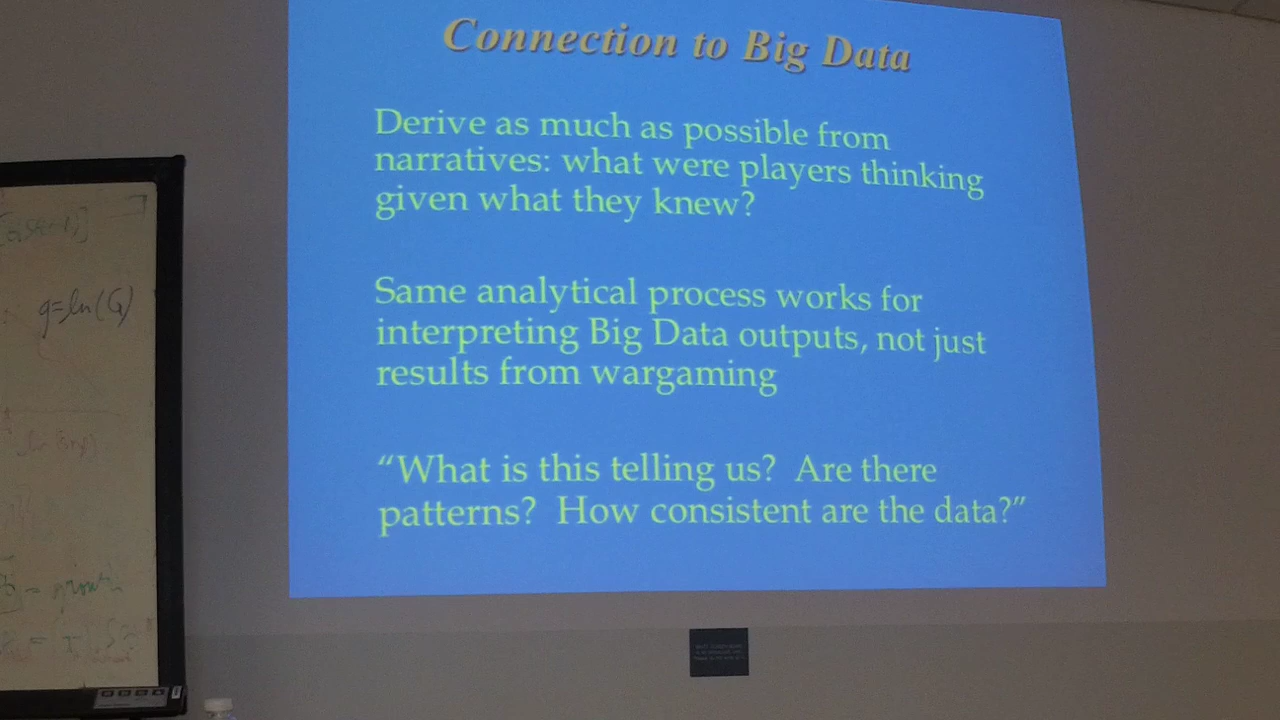 Connection to Big Data
Derive as much as possible from
narratives: what were players thinking
given what they knew?
Same analytical process works for
interpreting Big Data outputs, not just
results from wargaming
“What is this telling us?  Are there
patterns?  How consistent are the data?”
g=ln(G)